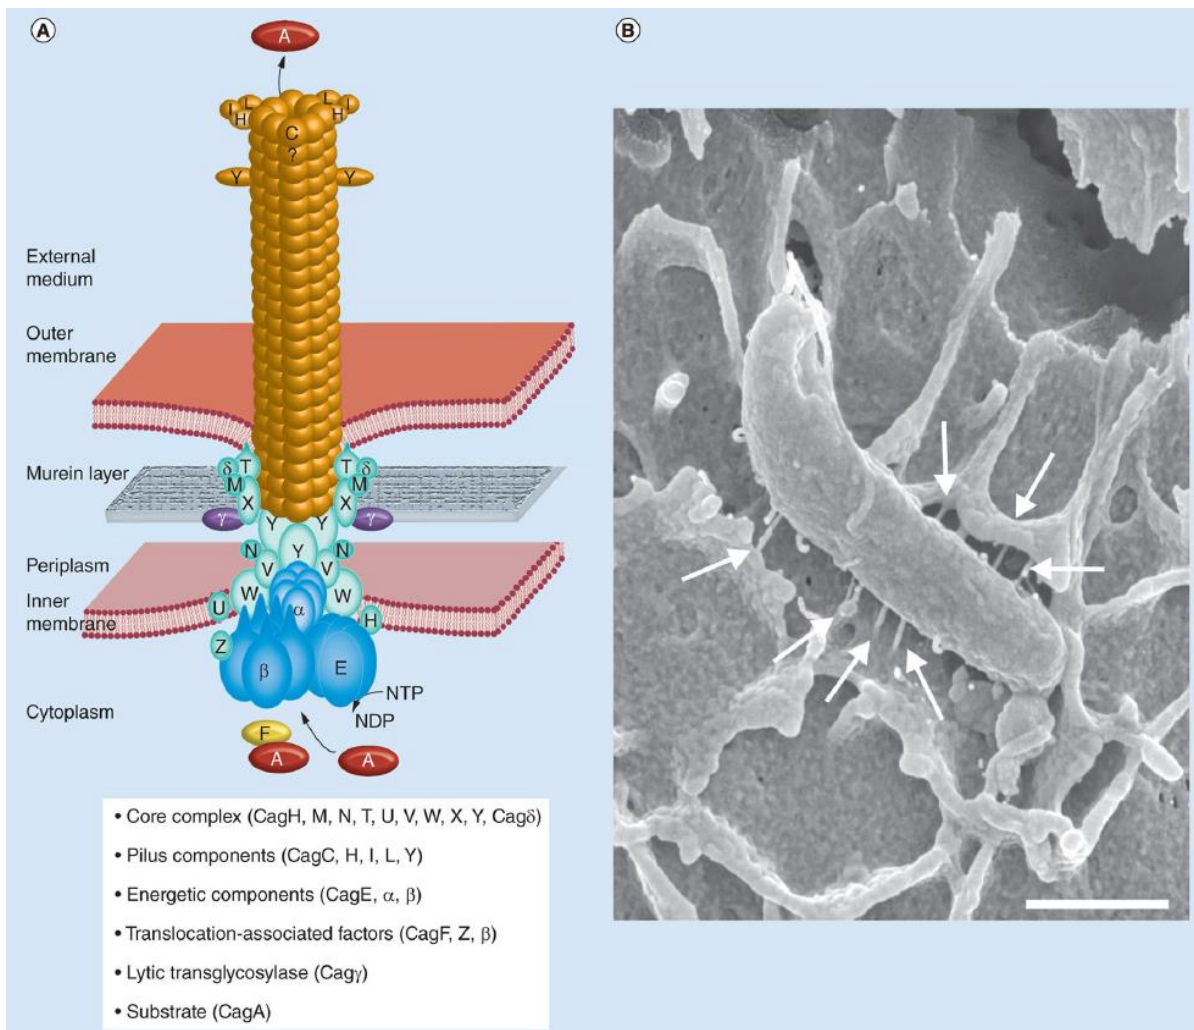 A
A
I L L I
H H
C
?
Y Y
External
medium
Outer
membrane
Murein layer
δ T T δ
M M
X X
γ γ
Y Y
N Y N
Periplasm
V V
Inner
membrane
W W
U α H
Z
β E
NTP
Cytoplasm
NDP
F
A A
• Core complex (CagH, M, N, T, U, V, W, X, Y, Cagδ)
• Pilus components (CagC, H, I, L, Y)
• Energetic components (CagE, α, β)
• Translocation-associated factors (CagF, Z, β)
• Lytic transglycosylase (Cagγ)
• Substrate (CagA)
B